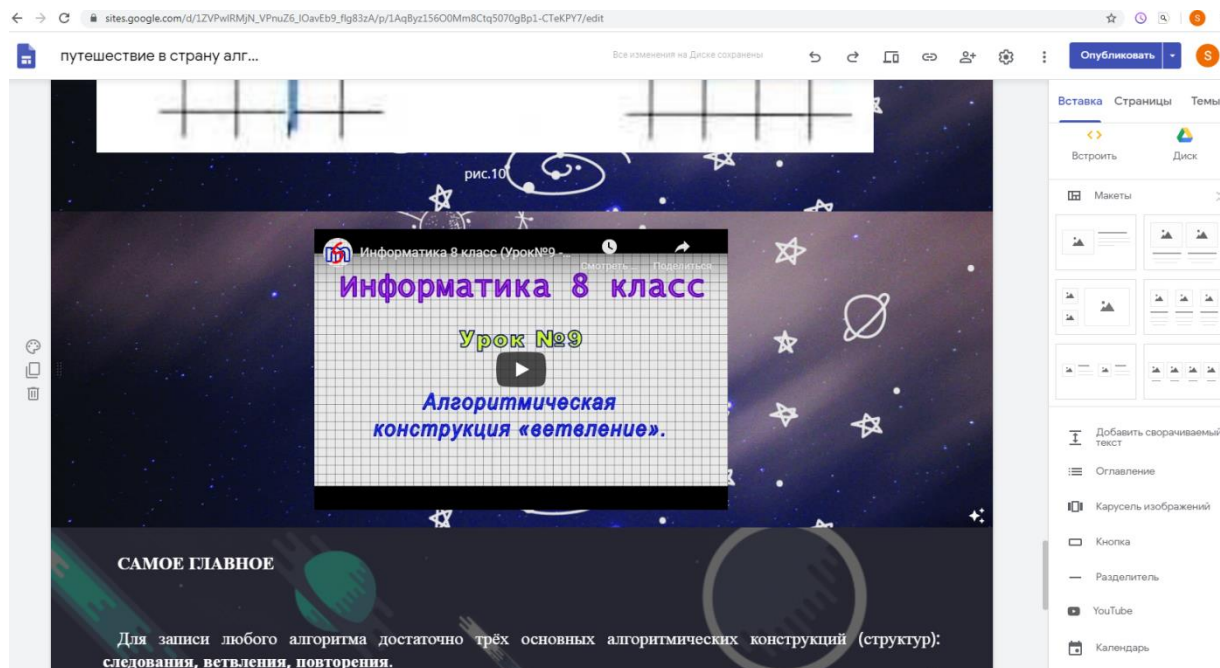 sites.google.com/d/1ZVPwIRMjN_VPnuZ6_IOavEb9_flg83zA/p/1AqByz156O0Mm8Ctq5070gBp1-CTeKPY7/edit
S
путешествие в страну алг...
Все изменения на Диске сохранены
Опубликовать
S
Вставка Страницы Темы
Встроить Диск
рис.10
Макеты
Информатика 8 класс (Урок№9 -...
Смотреть... Поделиться
Информатика 8 класс
Урок №9
Алгоритмическая
конструкция «ветвление».
Добавить сворачиваемый
текст
Оглавление
Карусель изображений
Кнопка
Разделитель
YouTube
Календарь
САМОЕ ГЛАВНОЕ
Для записи любого алгоритма достаточно трёх основных алгоритмических конструкций (структур):
следования, ветвления, повторения.